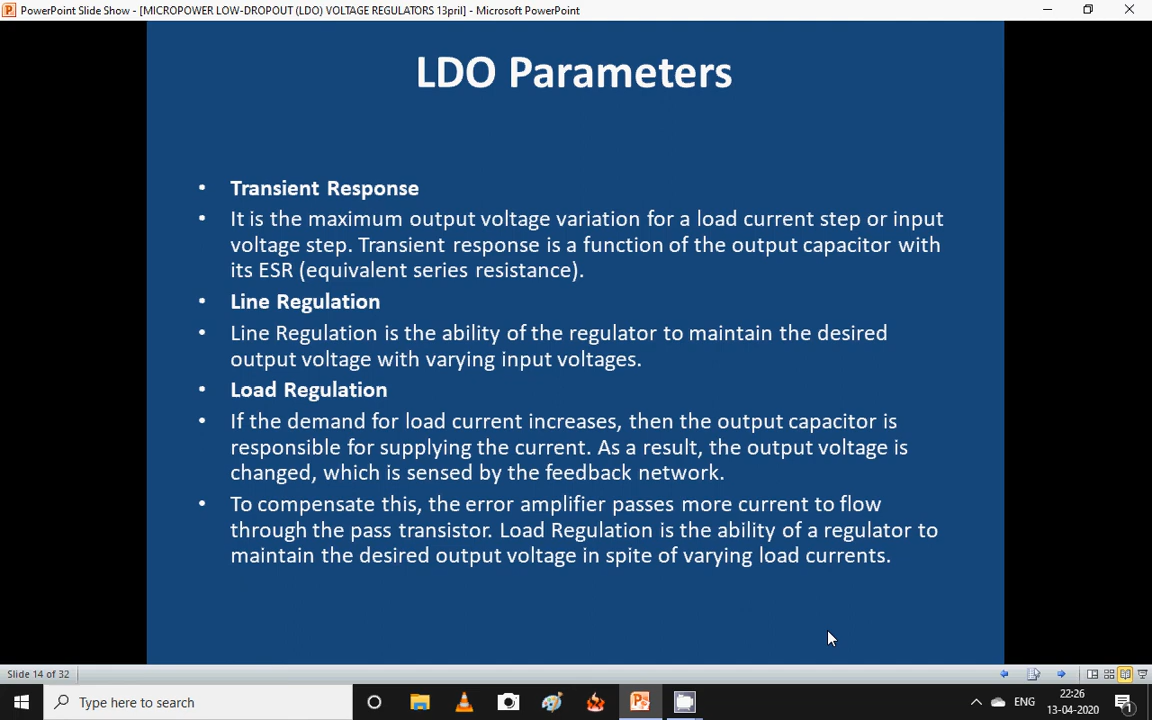 PowerPoint Slide Show - [MICROPOWER LOW-DROPOUT (LDO) VOLTAGE REGULATORS 13pril] - Microsoft PowerPoint
LDO Parameters
• Transient Response
• It is the maximum output voltage variation for a load current step or input
voltage step. Transient response is a function of the output capacitor with
its ESR (equivalent series resistance).
• Line Regulation
• Line Regulation is the ability of the regulator to maintain the desired
output voltage with varying input voltages.
• Load Regulation
• If the demand for load current increases, then the output capacitor is
responsible for supplying the current. As a result, the output voltage is
changed, which is sensed by the feedback network.
• To compensate this, the error amplifier passes more current to flow
through the pass transistor. Load Regulation is the ability of a regulator to
maintain the desired output voltage in spite of varying load currents.
Slide 14 of 32
Type here to search
ENG
22:26
13-04-2020
1